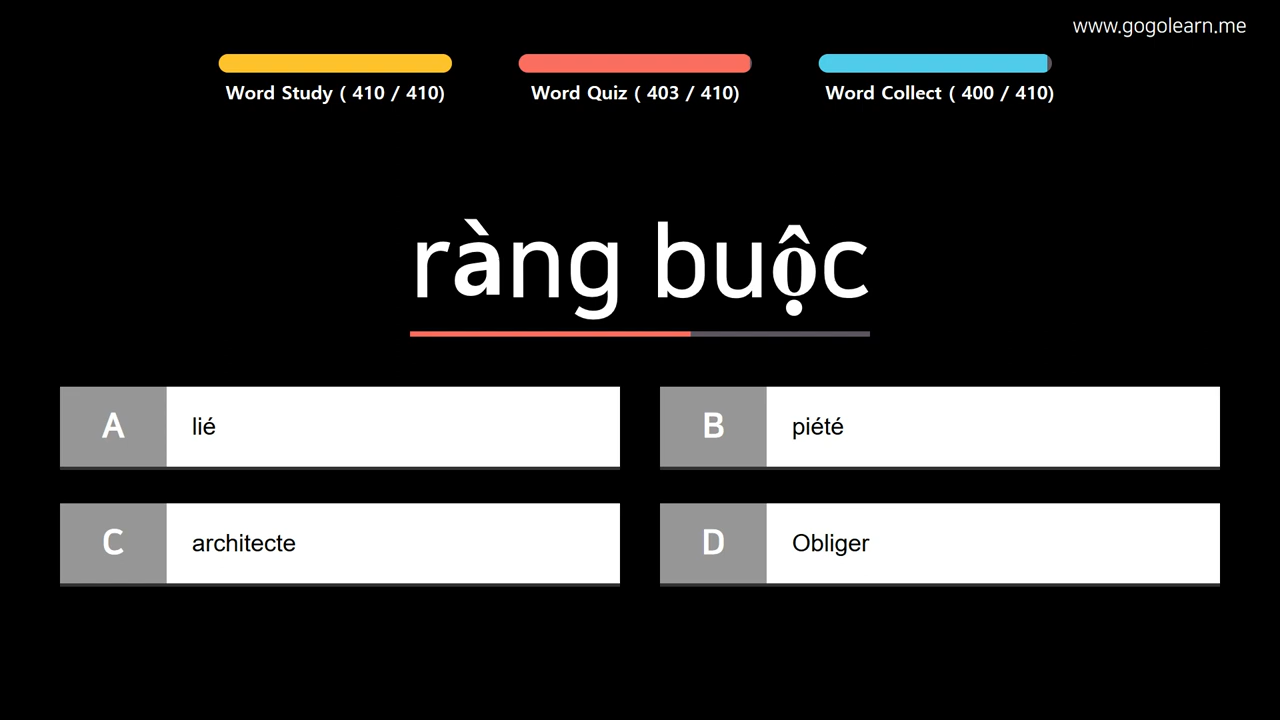 www.gogolearn.me
Word Study ( 410 / 410)
Word Quiz ( 403 / 410)
Word Collect ( 400 / 410)
ràng buộc
A lié
B piété
C architecte
D Obliger